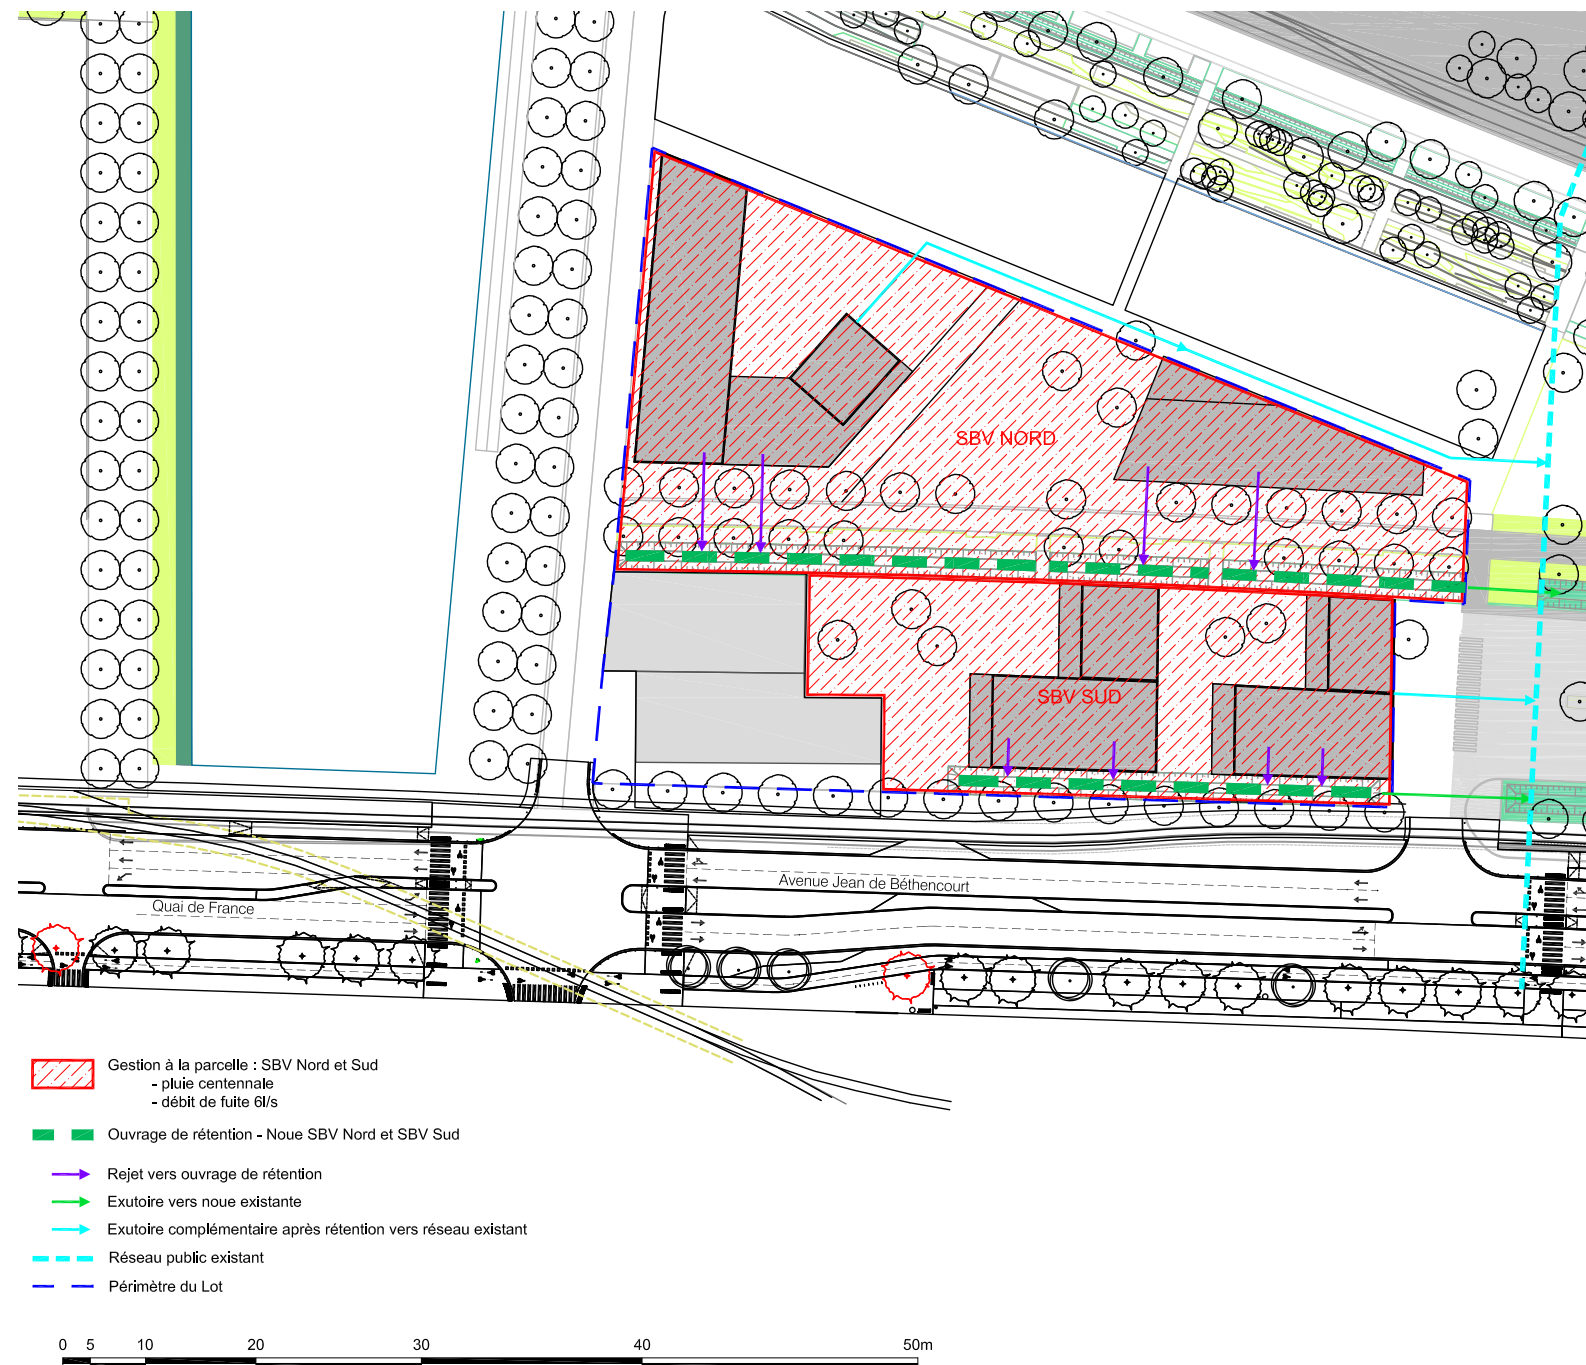 SBV NORD
SBV SUD
Avenue Jean de Béthencourt
Quai de France
Gestion à la parcelle : SBV Nord et Sud
- pluie centennale
- débit de fuite 6l/s
Ouvrage de rétention - Noue SBV Nord et SBV Sud
Rejet vers ouvrage de rétention
Exutoire vers noue existante
Exutoire complémentaire après rétention vers réseau existant
Réseau public existant
Périmètre du Lot
0 5 10 20 30 40 50m